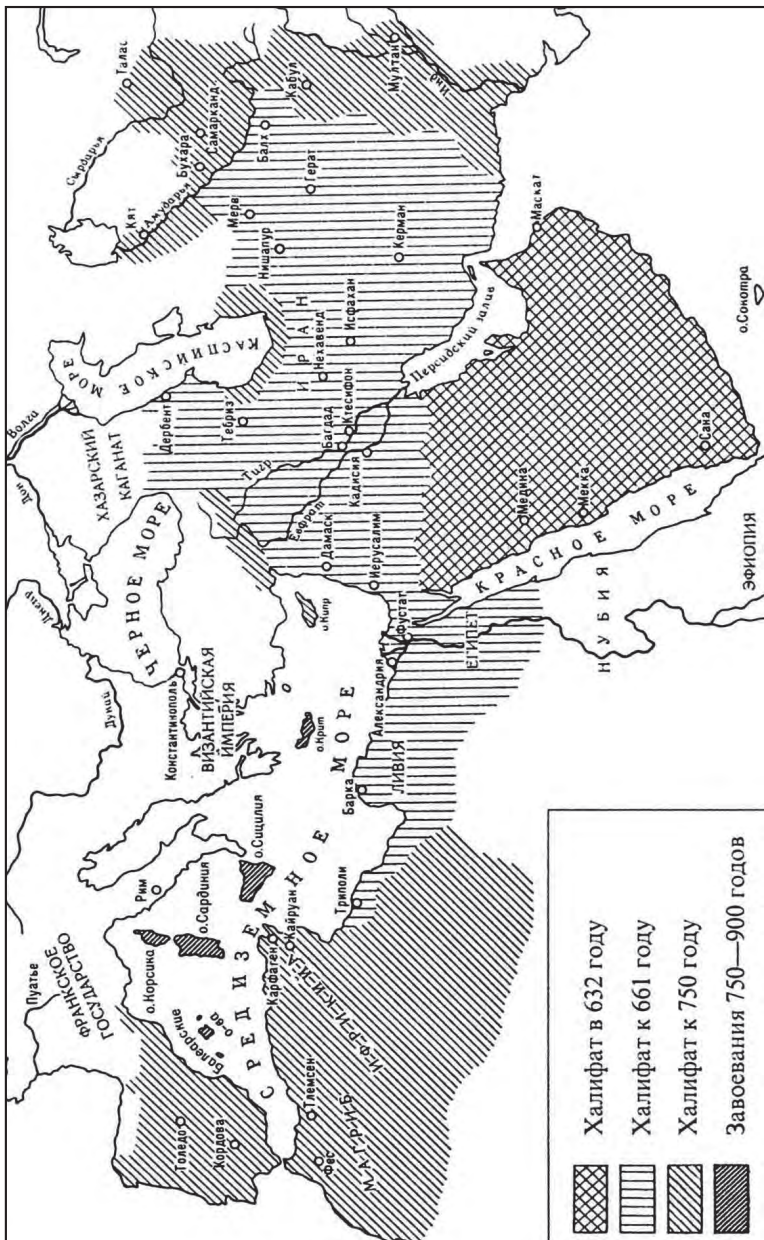 Пуатье
ФРАНКСКОЕ
ГОСУДАРСТВО
Толедо
Кордова
Балеарские
о-ва
о.Корсика
о.Сардиния
Рим
о.Сицилия
СРЕДИЗЕМНОЕ
МОРЕ
Фес
Тлемсен
МАГРИБ
ИФРИКИЙЯ
Карфаген
Кайруан
Триполи
Барка
ЛИВИЯ
Дунай
Днепр
Дон
Волга
Константинополь
ВИЗАНТИЙСКАЯ
ИМПЕРИЯ
ЧЕРНОЕ МОРЕ
о.Крит
о.Кипр
Александрия
Фустат
ЕГИПЕТ
НУБИЯ
ЭФИОПИЯ
ХАЗАРСКИЙ
КАГАНАТ
КАСПИЙСКОЕ
МОРЕ
Дербент
Тебриз
Тигр
Евфрат
Дамаск
Иерусалим
Багдад
Ктесифон
Кадисия
Нехавенд
Исфахан
ИРАН
КРАСНОЕ МОРЕ
Медина
Мекка
Сана
Персидский залив
Маскат
о.Сокотра
Сырдарья
Амударья
Кят
Бухара
Самарканд
Талас
Мерв
Нишапур
Балх
Герат
Керман
Кабул
Мултан
Инд
Халифат в 632 году
Халифат к 661 году
Халифат к 750 году
Завоевания 750—900 годов